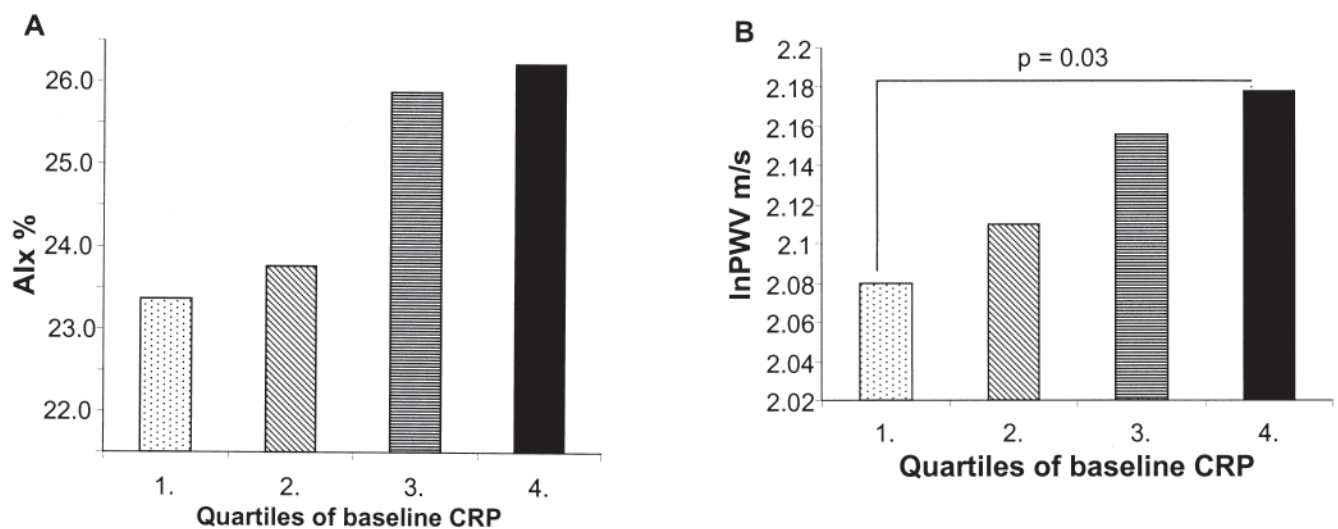 A
AIx %
26.0
25.0
24.0
23.0
22.0
1. 2. 3. 4.
Quartiles of baseline CRP
B
lnPWV m/s
2.2
2.18
2.16
2.14
2.12
2.1
2.08
2.06
2.04
2.02
p = 0.03
1. 2. 3. 4.
Quartiles of baseline CRP